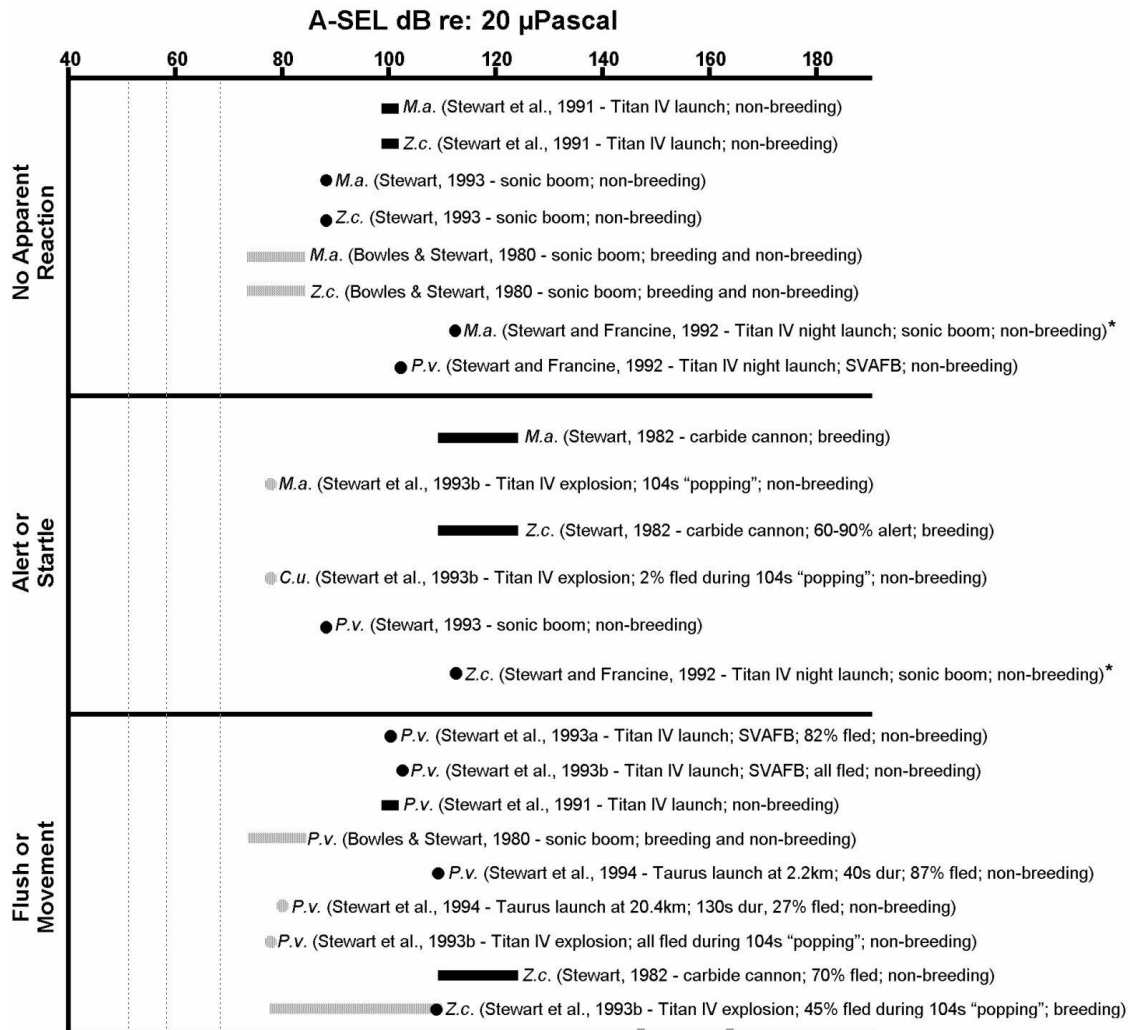 A-SEL dB re: 20 µPascal
40 60 80 100 120 140 160 180
No Apparent
Reaction
M.a. (Stewart et al., 1991 - Titan IV launch; non-breeding)
Z.c. (Stewart et al., 1991 - Titan IV launch; non-breeding)
M.a. (Stewart, 1993 - sonic boom; non-breeding)
Z.c. (Stewart, 1993 - sonic boom; non-breeding)
M.a. (Bowles & Stewart, 1980 - sonic boom; breeding and non-breeding)
Z.c. (Bowles & Stewart, 1980 - sonic boom; breeding and non-breeding)
M.a. (Stewart and Francine, 1992 - Titan IV night launch; sonic boom; non-breeding)*
P.v. (Stewart and Francine, 1992 - Titan IV night launch; SVAFB; non-breeding)
Alert or
Startle
M.a. (Stewart, 1982 - carbide cannon; breeding)
M.a. (Stewart et al., 1993b - Titan IV explosion; 104s “popping”; non-breeding)
Z.c. (Stewart, 1982 - carbide cannon; 60-90% alert; breeding)
C.u. (Stewart et al., 1993b - Titan IV explosion; 2% fled during 104s “popping”; non-breeding)
P.v. (Stewart, 1993 - sonic boom; non-breeding)
Z.c. (Stewart and Francine, 1992 - Titan IV night launch; sonic boom; non-breeding)*
Flush or
Movement
P.v. (Stewart et al., 1993a - Titan IV launch; SVAFB; 82% fled; non-breeding)
P.v. (Stewart et al., 1993b - Titan IV launch; SVAFB; all fled; non-breeding)
P.v. (Stewart et al., 1991 - Titan IV launch; non-breeding)
P.v. (Bowles & Stewart, 1980 - sonic boom; breeding and non-breeding)
P.v. (Stewart et al., 1994 - Taurus launch at 2.2km; 40s dur; 87% fled; non-breeding)
P.v. (Stewart et al., 1994 - Taurus launch at 20.4km; 130s dur, 27% fled; non-breeding)
P.v. (Stewart et al., 1993b - Titan IV explosion; all fled during 104s “popping”; non-breeding)
Z.c. (Stewart, 1982 - carbide cannon; 70% fled; non-breeding)
Z.c. (Stewart et al., 1993b - Titan IV explosion; 45% fled during 104s “popping”; breeding)